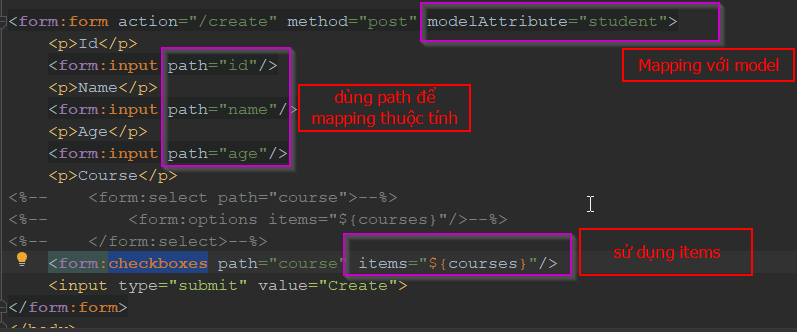 <form:form action="/create" method="post" modelAttribute="student">
<p>Id</p>
<form:input path="id"/>
Mapping với model
<p>Name</p>
<form:input path="name"/>
dùng path để
mapping thuộc tính
<p>Age</p>
<form:input path="age"/>
<p>Course</p>
<%-- <form:select path="course">--%>
<%-- <form:options items="${courses}"/>--%>
<%-- </form:select>--%>
<form:checkboxes path="course" items="${courses}"/>
sử dụng items
<input type="submit" value="Create">
</form:form>
</body>